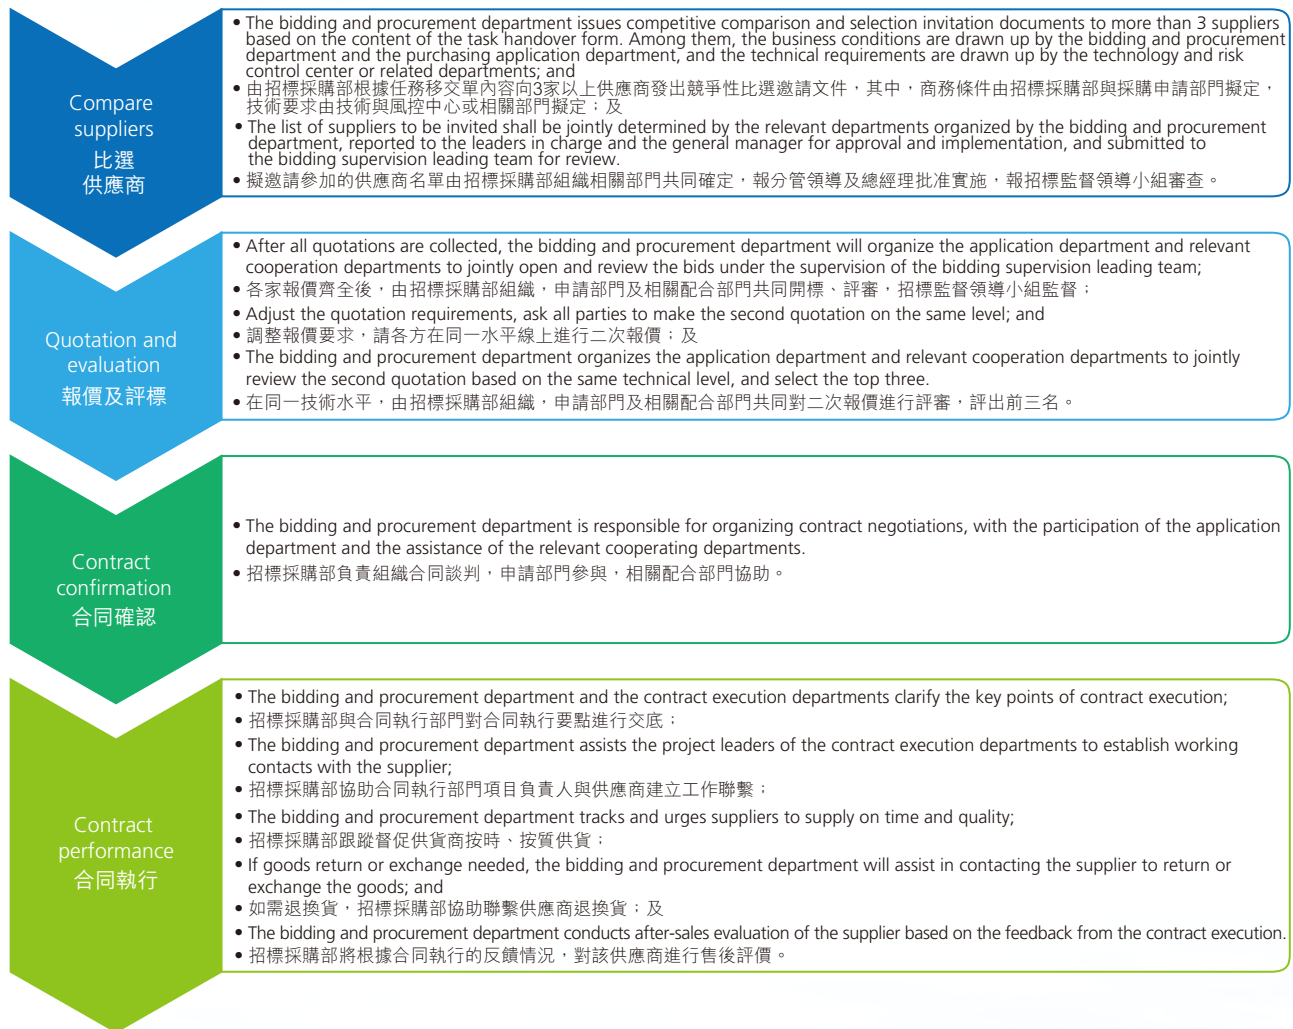 Compare
suppliers
比選
供應商
• The bidding and procurement department issues competitive comparison and selection invitation documents to more than 3 suppliers
based on the content of the task handover form. Among them, the business conditions are drawn up by the bidding and procurement
department and the purchasing application department, and the technical requirements are drawn up by the technology and risk
control center or related departments; and
• 由招標採購部根據任務移交單內容向3家以上供應商發出競爭性比選邀請文件，其中，商務條件由招標採購部與採購申請部門擬定，
技術要求由技術與風控中心或相關部門擬定；及
• The list of suppliers to be invited shall be jointly determined by the relevant departments organized by the bidding and procurement
department, reported to the leaders in charge and the general manager for approval and implementation, and submitted to
the bidding supervision leading team for review.
• 擬邀請參加的供應商名單由招標採購部組織相關部門共同確定，報分管領導及總經理批准實施，報招標監督領導小組審查。
Quotation and
evaluation
報價及評標
• After all quotations are collected, the bidding and procurement department will organize the application department and relevant
cooperation departments to jointly open and review the bids under the supervision of the bidding supervision leading team;
• 各家報價齊全後，由招標採購部組織，申請部門及相關配合部門共同開標、評審，招標監督領導小組監督；
• Adjust the quotation requirements, ask all parties to make the second quotation on the same level; and
• 調整報價要求，請各方在同一水平線上進行二次報價；及
• The bidding and procurement department organizes the application department and relevant cooperation departments to jointly
review the second quotation based on the same technical level, and select the top three.
• 在同一技術水平，由招標採購部組織，申請部門及相關配合部門共同對二次報價進行評審，評出前三名。
Contract
confirmation
合同確認
• The bidding and procurement department is responsible for organizing contract negotiations, with the participation of the application
department and the assistance of the relevant cooperating departments.
• 招標採購部負責組織合同談判，申請部門參與，相關配合部門協助。
Contract
performance
合同執行
• The bidding and procurement department and the contract execution departments clarify the key points of contract execution;
• 招標採購部與合同執行部門對合同執行要點進行交底；
• The bidding and procurement department assists the project leaders of the contract execution departments to establish working
contacts with the supplier;
• 招標採購部協助合同執行部門項目負責人與供應商建立工作聯繫；
• The bidding and procurement department tracks and urges suppliers to supply on time and quality;
• 招標採購部跟蹤督促供貨商按時、按質供貨；
• If goods return or exchange needed, the bidding and procurement department will assist in contacting the supplier to return or
exchange the goods; and
• 如需退換貨，招標採購部協助聯繫供應商退換貨；及
• The bidding and procurement department conducts after-sales evaluation of the supplier based on the feedback from the contract execution.
• 招標採購部將根據合同執行的反饋情況，對該供應商進行售後評價。